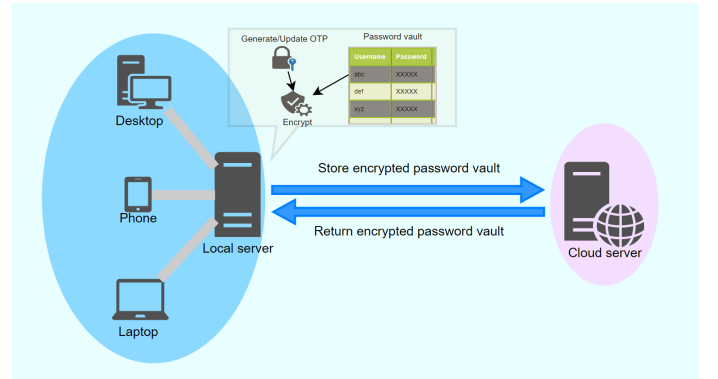 Generate/Update OTP
Password vault
Username Password
abc XXXXX
def XXXXX
xyz XXXXX
Encrypt
Desktop
Phone
Laptop
Local server
Store encrypted password vault
Return encrypted password vault
Cloud server